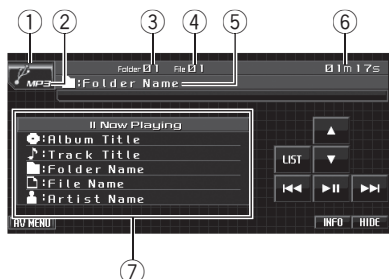 1 2 3 4 5 6
Folder 01 File 01 01m17s
MP3 :Folder Name
II Now Playing
:Album Title
:Track Title
:Folder Name
:File Name
:Artist Name
LIST
AV MENU INFO HIDE
7